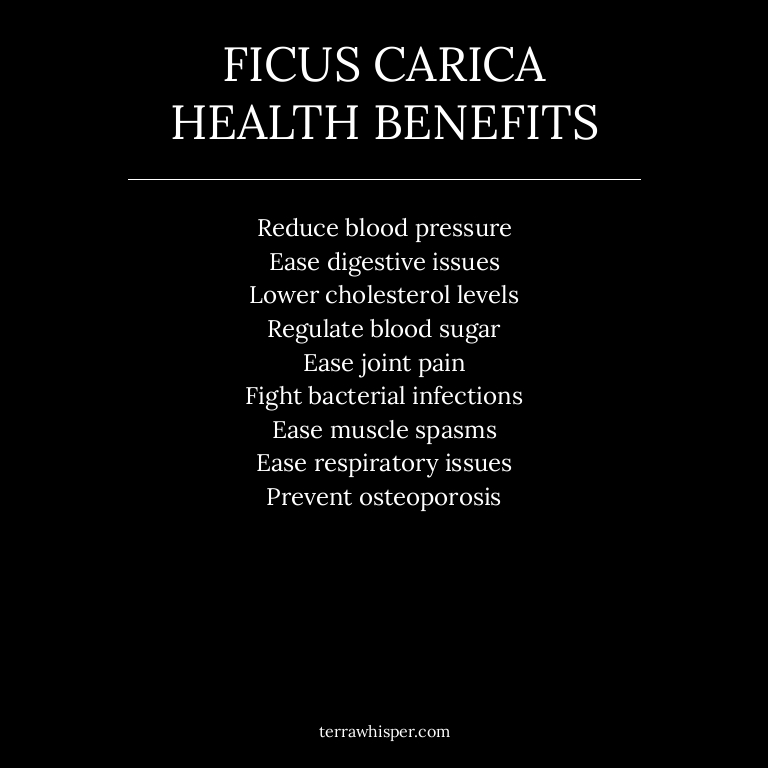 FICUS CARICA
HEALTH BENEFITS
Reduce blood pressure
Ease digestive issues
Lower cholesterol levels
Regulate blood sugar
Ease joint pain
Fight bacterial infections
Ease muscle spasms
Ease respiratory issues
Prevent osteoporosis
terrawhisper.com